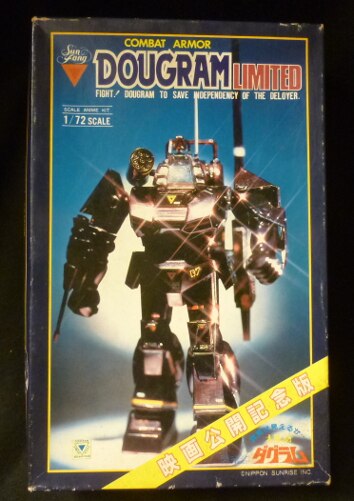 Sun Fang
COMBAT ARMOR
DOUGRAM LIMITED
FIGHT! DOUGRAM TO SAVE INDEPENDENCY OF THE DELOYER.
SCALE ANIME KIT
1/72 SCALE
映画公開記念版
ダグラム
©NIPPON SUNRISE INC.